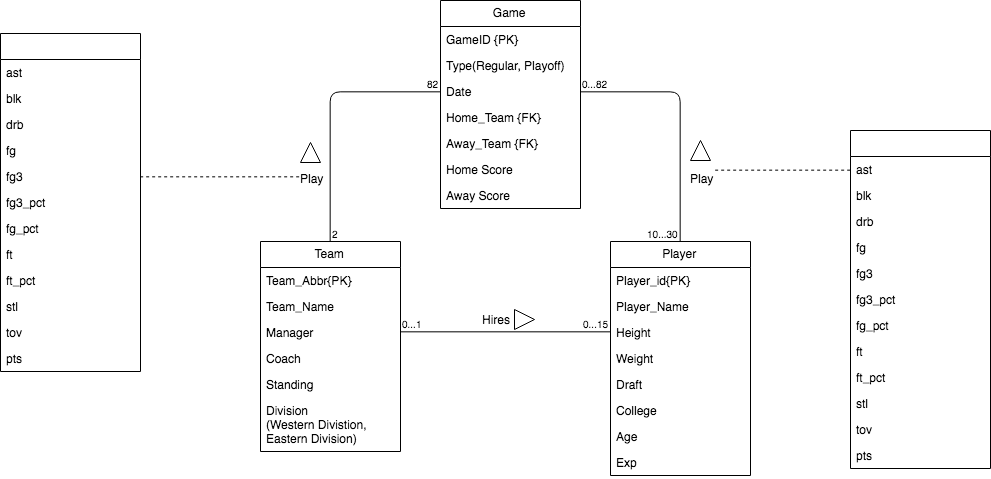 Game
GameID {PK}
Type(Regular, Playoff)
Date
Home_Team {FK}
Away_Team {FK}
Home Score
Away Score
ast
blk
drb
fg
fg3
fg3_pct
fg_pct
ft
ft_pct
stl
tov
pts
82
0...82
Play
Play
2
10...30
Team
Team_Abbr{PK}
Team_Name
Manager
Coach
Standing
Division
(Western Divistion,
Eastern Division)
0...1
Hires
0...15
Player
Player_id{PK}
Player_Name
Height
Weight
Draft
College
Age
Exp
ast
blk
drb
fg
fg3
fg3_pct
fg_pct
ft
ft_pct
stl
tov
pts